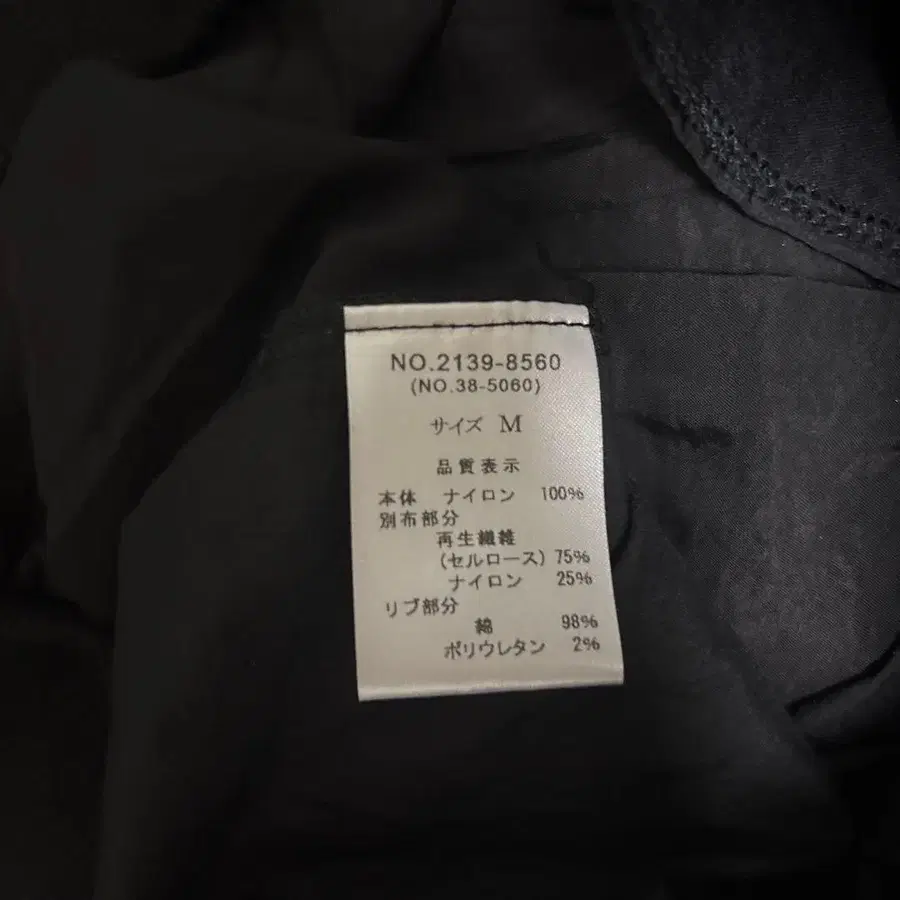 NO.2139-8560
(NO.38-5060)
サイズ M
品質表示
本体 ナイロン 100%
別布部分
再生繊維
(セルロース) 75%
ナイロン 25%
リブ部分
綿 98%
ポリウレタン 2%